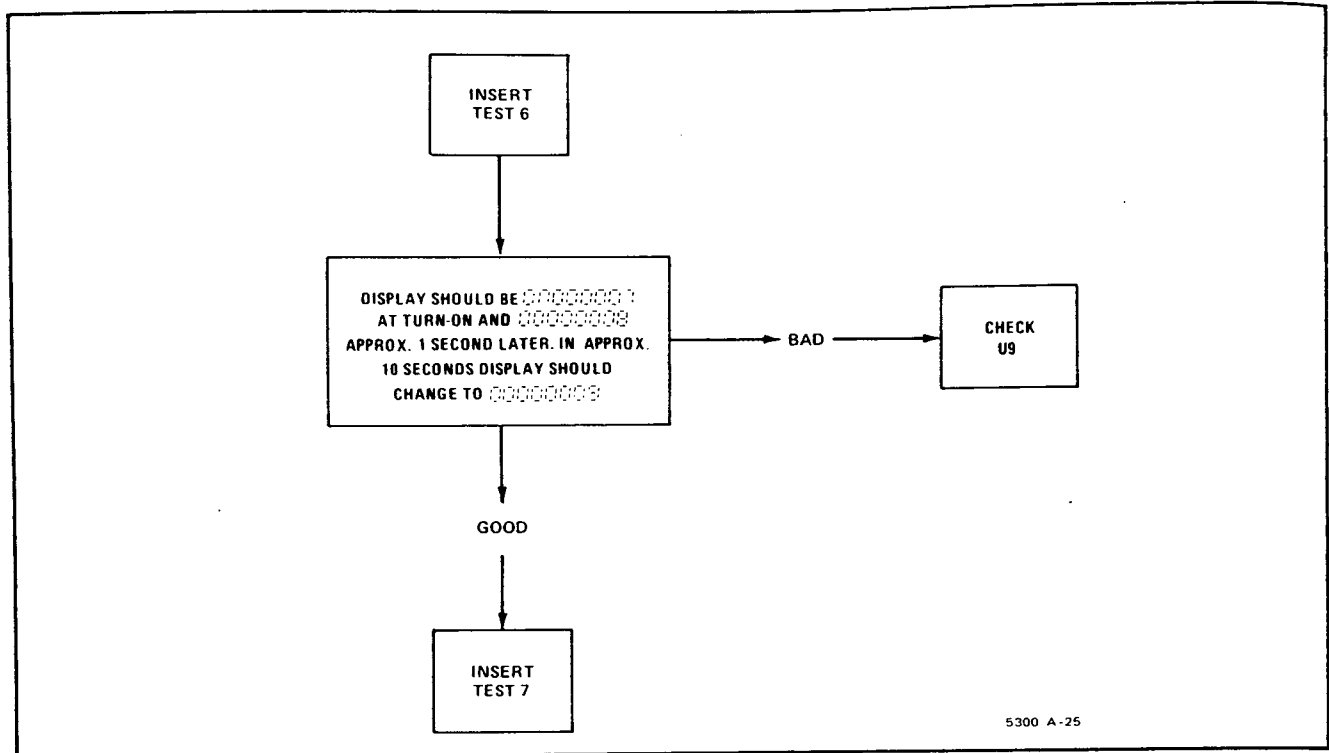 INSERT
TEST 6
DISPLAY SHOULD BE 00000007
AT TURN-ON AND 00000008
APPROX. 1 SECOND LATER. IN APPROX.
10 SECONDS DISPLAY SHOULD
CHANGE TO 00000009
BAD
CHECK
U9
GOOD
INSERT
TEST 7
5300 A-25